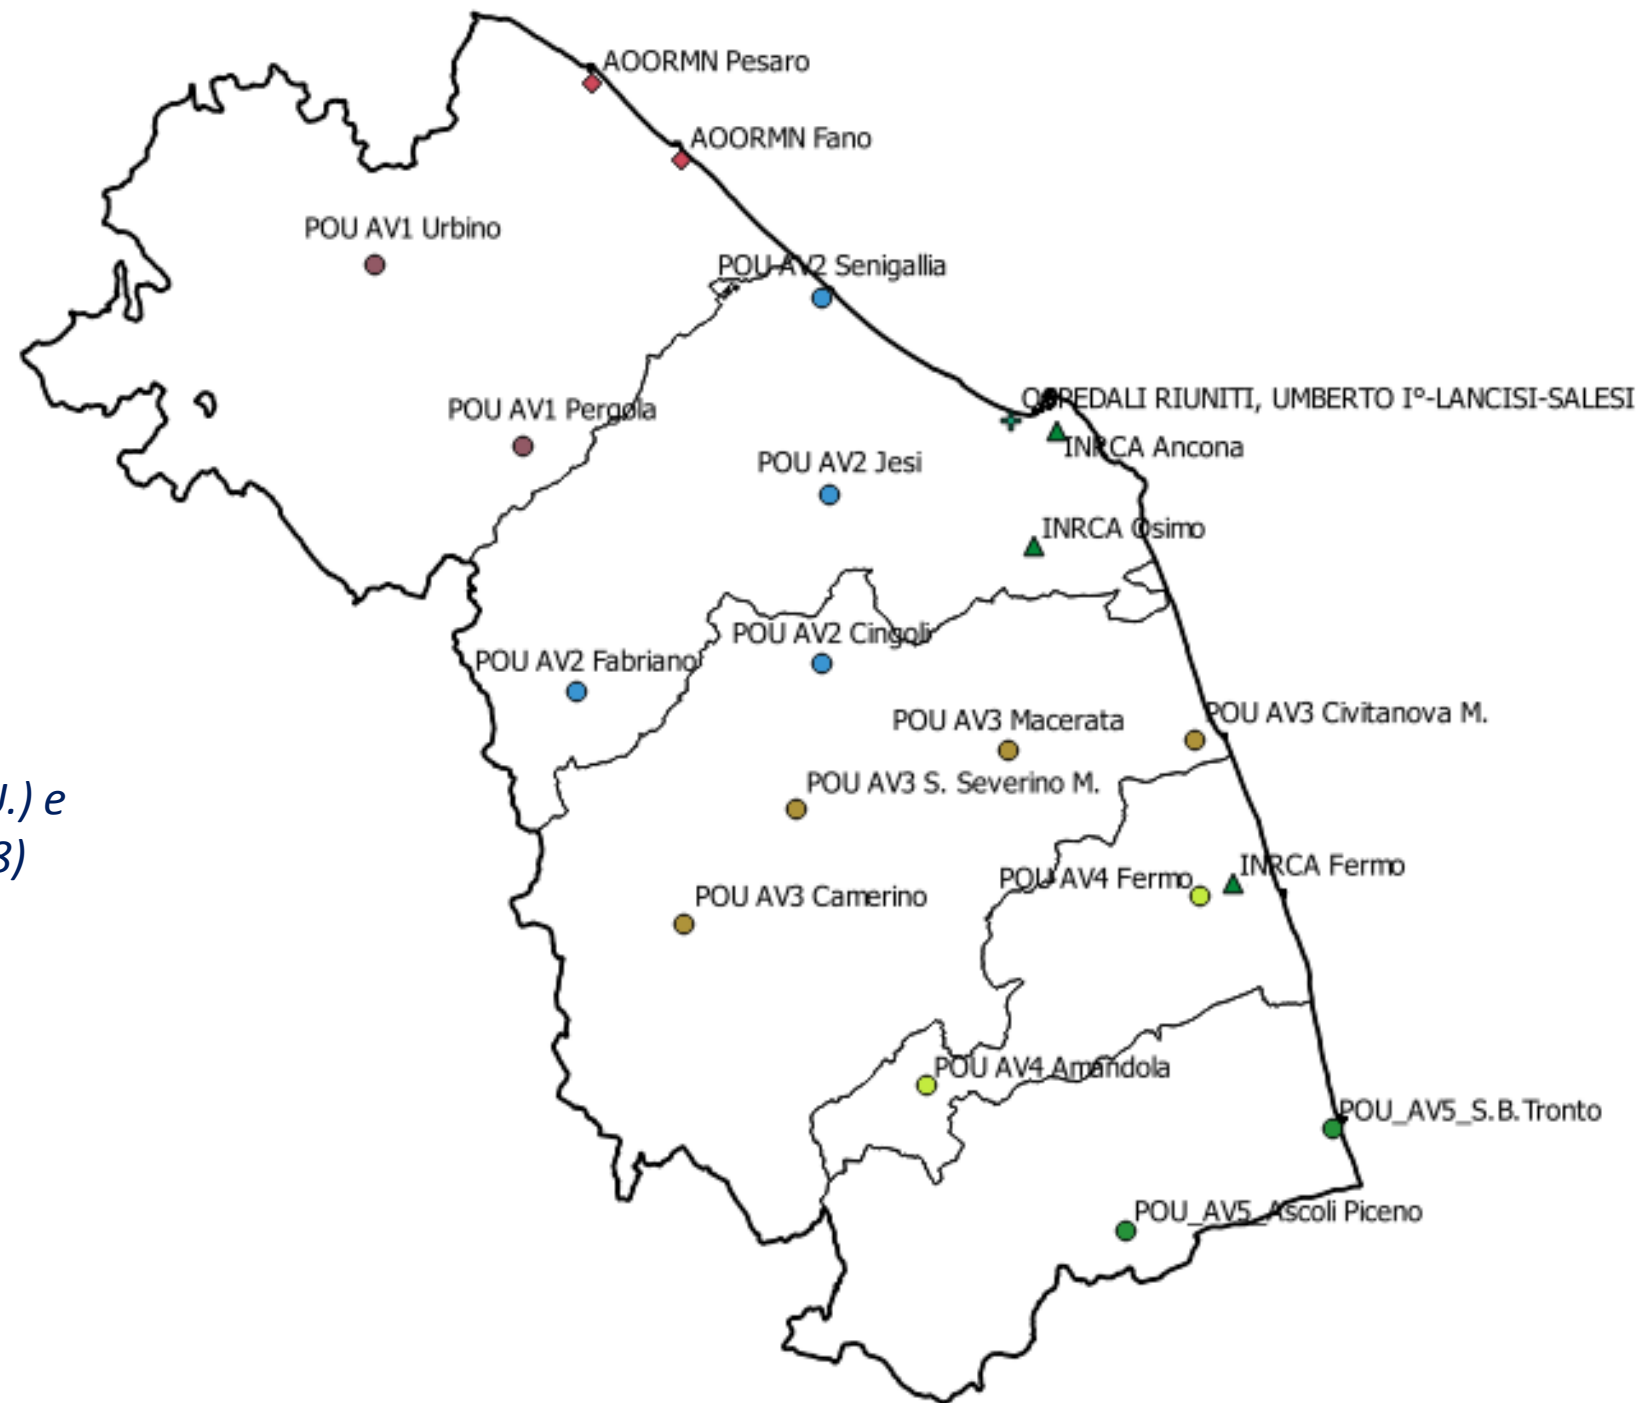 AOORMN Pesaro
AOORMN Fano
POU AV1 Urbino
POU AV2 Senigallia
OSPEDALI RIUNITI, UMBERTO I°-LANCISI-SALESI
POU AV1 Pergola
INRCA Ancona
POU AV2 Jesi
INRCA Osimo
POU AV2 Cingoli
POU AV2 Fabriano
POU AV3 Civitanova M.
POU AV3 Macerata
POU AV3 S. Severino M.
.) e
8)
INRCA Fermo
POU AV4 Fermo
POU AV3 Camerino
POU AV4 Amandola
POU_AV5_S.B.Tronto
POU_AV5_Ascoli Piceno